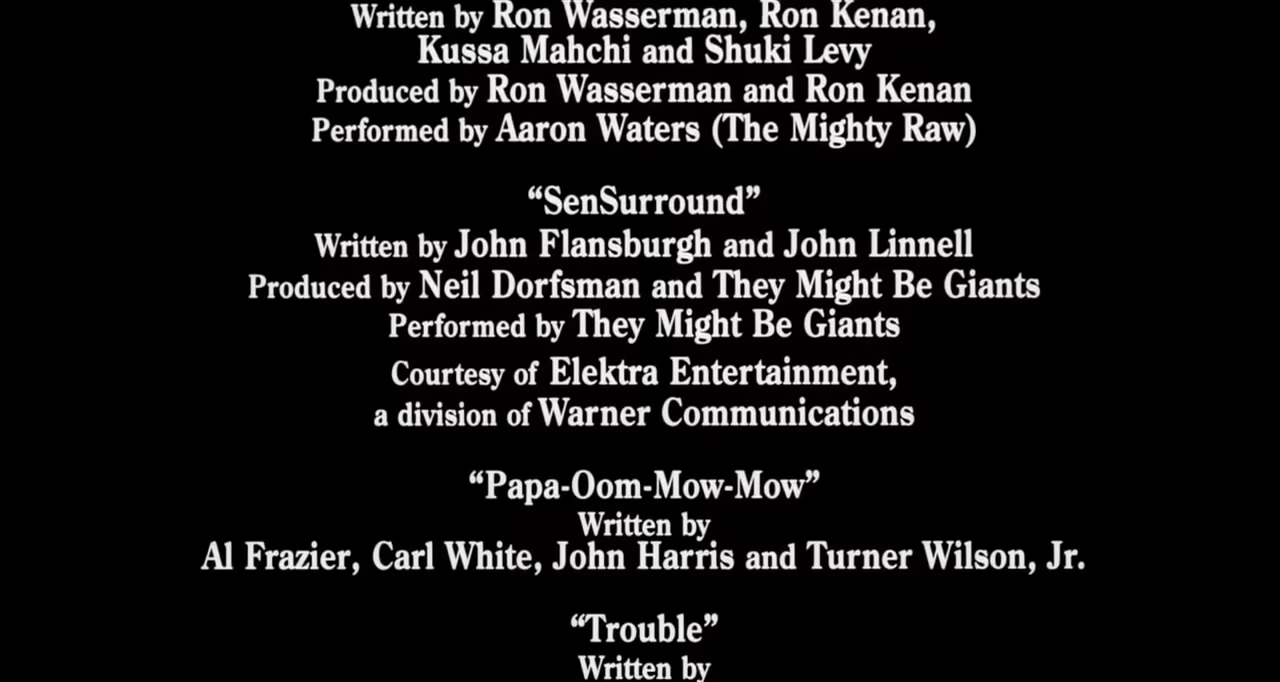 Written by Ron Wasserman, Ron Kenan,
Kussa Mahchi and Shuki Levy
Produced by Ron Wasserman and Ron Kenan
Performed by Aaron Waters (The Mighty Raw)
“SenSurround”
Written by John Flansburgh and John Linnell
Produced by Neil Dorfsman and They Might Be Giants
Performed by They Might Be Giants
Courtesy of Elektra Entertainment,
a division of Warner Communications
“Papa-Oom-Mow-Mow”
Written by
Al Frazier, Carl White, John Harris and Turner Wilson, Jr.
“Trouble”
Written by